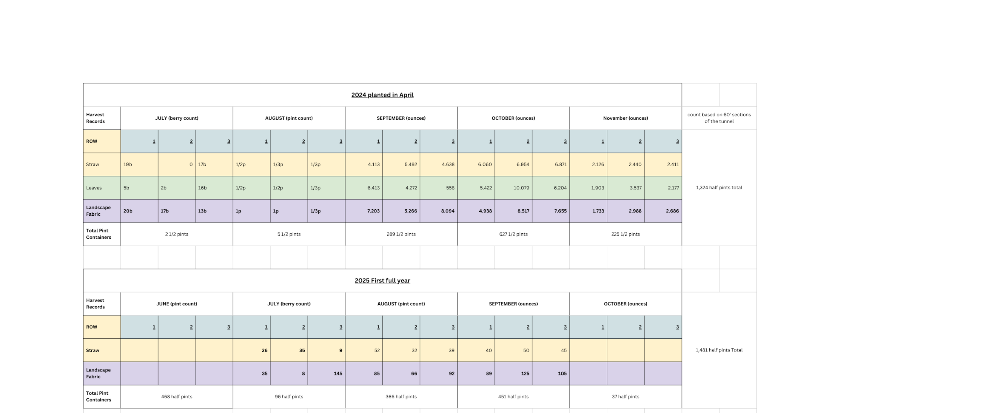 2024 planted in April
Harvest Records JULY (berry count) AUGUST (pint count) SEPTEMBER (ounces) OCTOBER (ounces) November (ounces) count based on 60' sections of the tunnel
ROW 1 2 3 1 2 3 1 2 3 1 2 3 1 2 3
Straw 19b 0 17b 1/2p 1/3p 1/3p 4.113 5.492 4.638 6.060 6.954 6.871 2.126 2.440 2.411
Leaves 5b 2b 16b 1/2p 1/2p 1/3p 6.413 4.272 558 5.422 10.079 6.204 1.903 3.537 2.177 1,324 half pints total
Landscape Fabric 20b 17b 13b 1p 1p 1/3p 7.203 5.266 8.094 4.938 8.517 7.655 1.733 2.988 2.686
Total Pint Containers 2 1/2 pints 5 1/2 pints 289 1/2 pints 627 1/2 pints 225 1/2 pints
2025 First full year
Harvest Records JUNE (pint count) JULY (berry count) AUGUST (pint count) SEPTEMBER (ounces) OCTOBER (ounces)
ROW 1 2 3 1 2 3 1 2 3 1 2 3 1 2 3
Straw 26 35 9 52 32 39 40 50 45 1,481 half pints Total
Landscape Fabric 35 8 145 85 66 92 89 125 105
Total Pint Containers 468 half pints 96 half pints 366 half pints 451 half pints 37 half pints